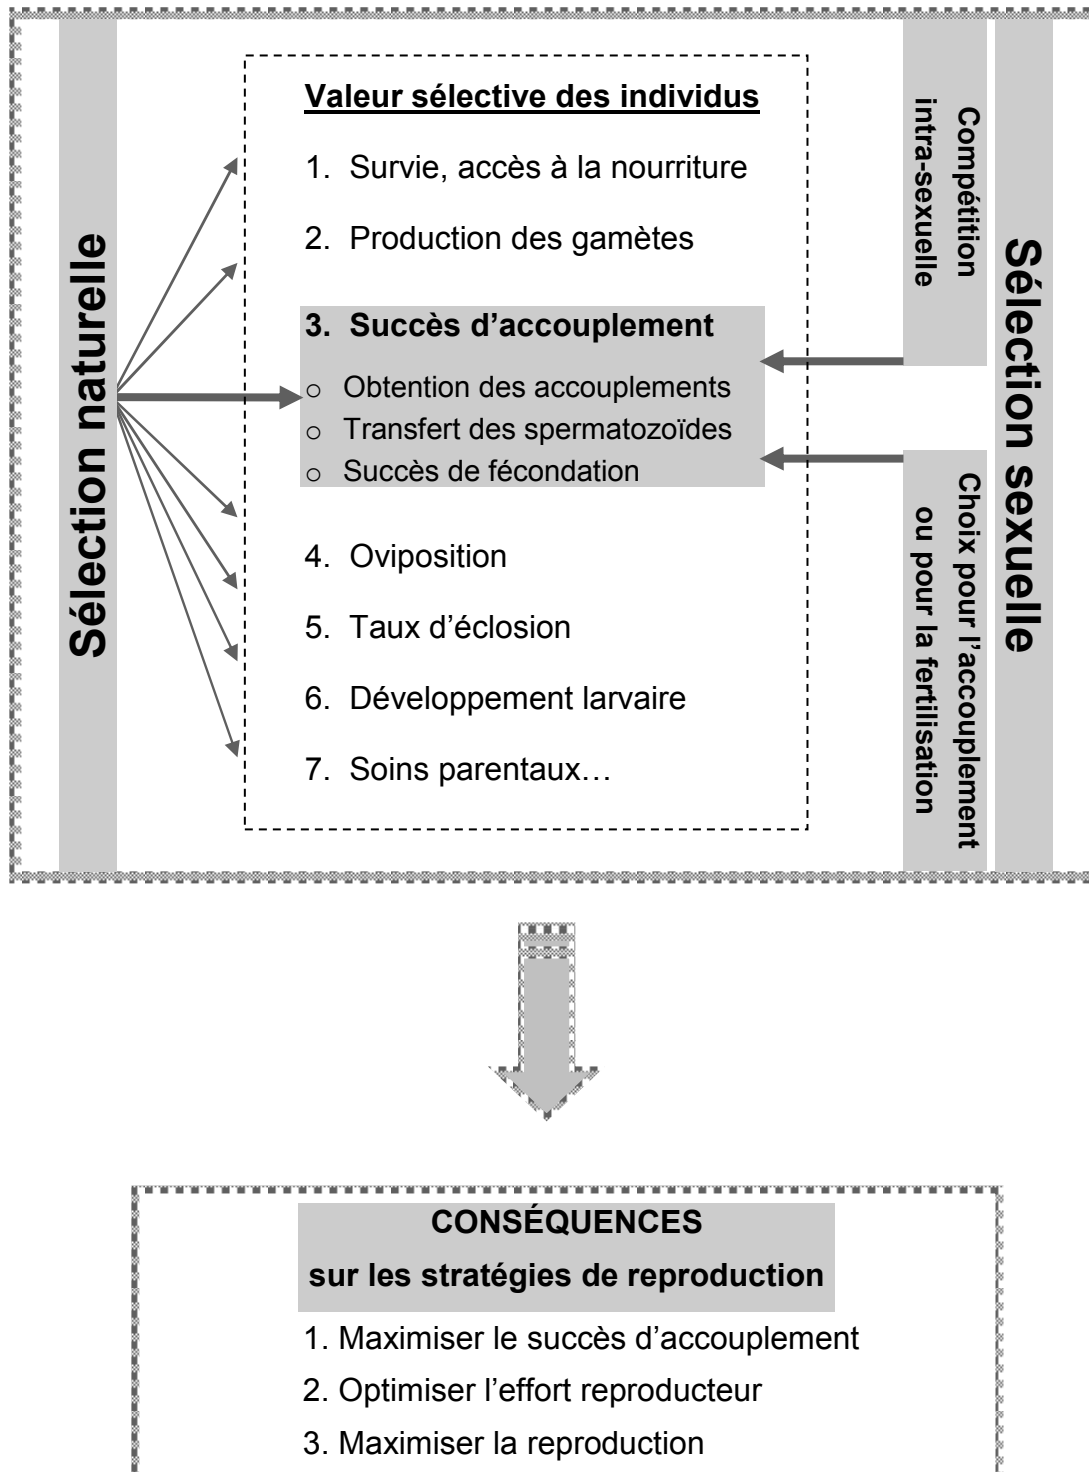 Sélection naturelle
Valeur sélective des individus
1. Survie, accès à la nourriture
2. Production des gamètes
3. Succès d’accouplement
o Obtention des accouplements
o Transfert des spermatozoïdes
o Succès de fécondation
4. Oviposition
5. Taux d’éclosion
6. Développement larvaire
7. Soins parentaux…
Compétition
intra-sexuelle
Choix pour l’accouplement
ou pour la fertilisation
Sélection sexuelle
CONSÉQUENCES
sur les stratégies de reproduction
1. Maximiser le succès d’accouplement
2. Optimiser l’effort reproducteur
3. Maximiser la reproduction